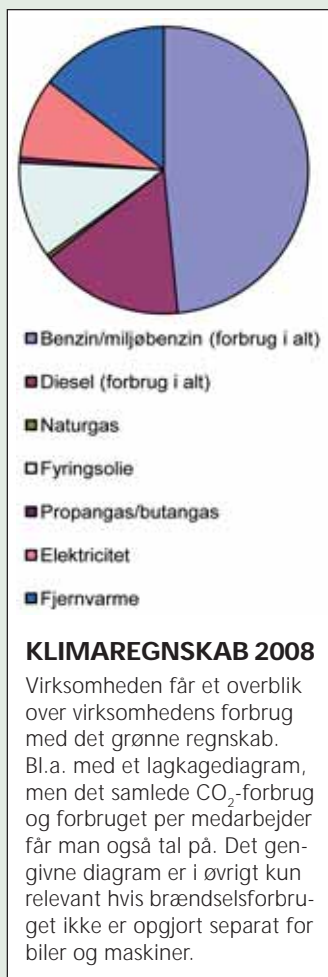 Benzin/miljøbenzin (forbrug i alt)
Diesel (forbrug i alt)
Naturgas
Fyringsolie
Propangas/butangas
Elektricitet
Fjernvarme
KLIMAREGNSKAB 2008
Virksomheden får et overblik
over virksomhedens forbrug
med det grønne regnskab.
Bl.a. med et lagkagediagram,
men det samlede CO₂-forbrug
og forbruget per medarbejder
får man også tal på. Det gen-
givne diagram er i øvrigt kun
relevant hvis brændselsforbru-
get ikke er opgjort separat for
biler og maskiner.